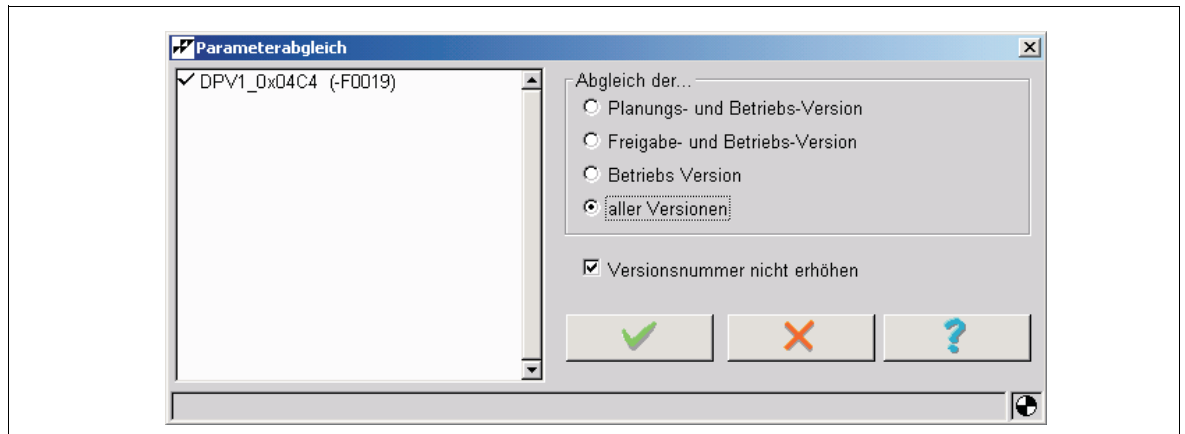 Parameterabgleich
DPV1_0x04C4 (-F0019)
Abgleich der...
Planungs- und Betriebs-Version
Freigabe- und Betriebs-Version
Betriebs Version
aller Versionen
Versionsnummer nicht erhöhen
?